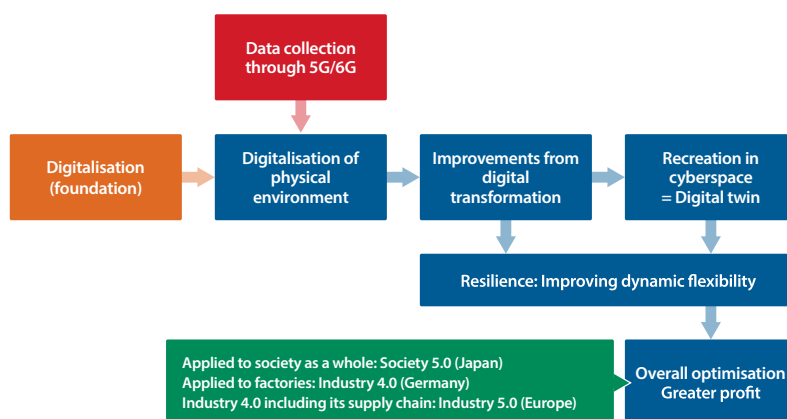 Data collection
through 5G/6G
Digitalisation
(foundation)
Digitalisation of
physical
environment
Improvements from
digital
transformation
Recreation in
cyberspace
= Digital twin
Resilience: Improving dynamic flexibility
Applied to society as a whole: Society 5.0 (Japan)
Applied to factories: Industry 4.0 (Germany)
Industry 4.0 including its supply chain: Industry 5.0 (Europe)
Overall optimisation
Greater profit